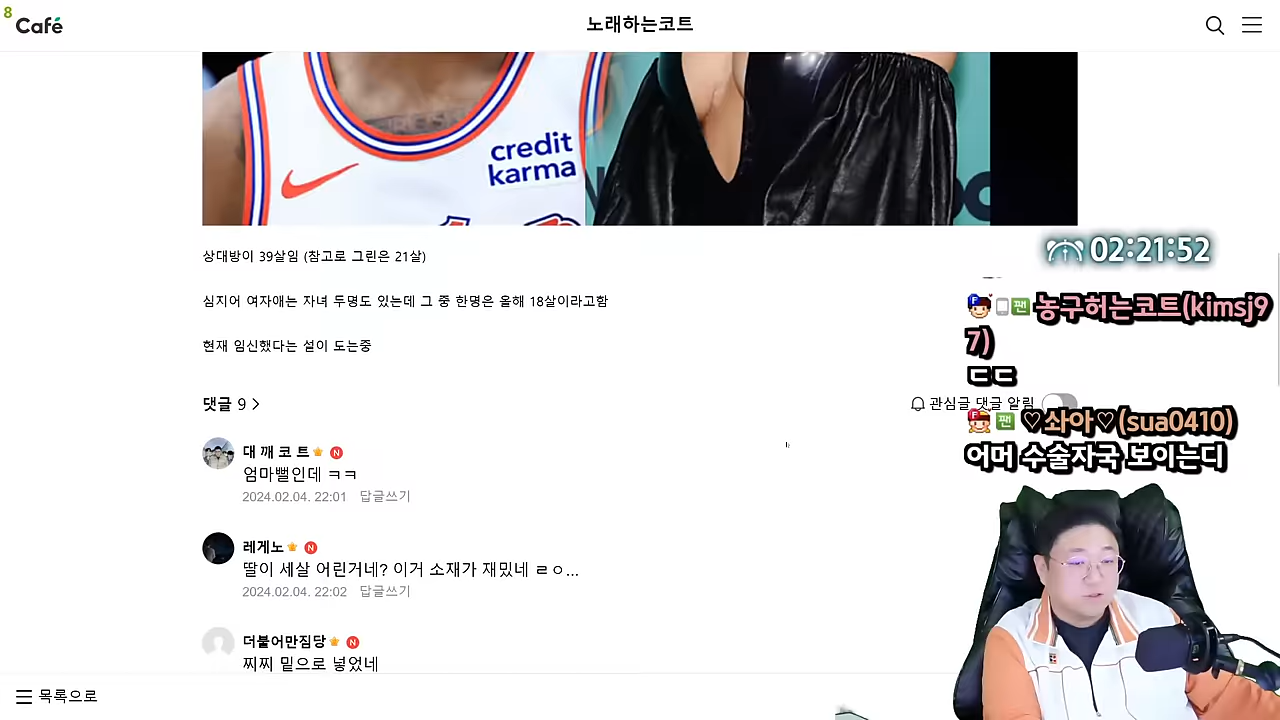 8
Café
노래하는코트
credit
karma
상대방이 39살임 (참고로 그린은 21살)
심지어 여자애는 자녀 두명도 있는데 그 중 한명은 올해 18살이라고함
현재 임신했다는 설이 도는중
02:21:52
농구허는코트(kimsj9
7)
ㄷㄷ
댓글 9
관심글 댓글 알림
♡솨아♡(sua0410)
어머 수술자국 보이는디
대 깨 코 트 N
엄마뻘인데 ㅋㅋ
2024.02.04. 22:01 답글쓰기
레게노 N
딸이 세살 어린거네? 이거 소재가 재밌네 ㄹㅇ...
2024.02.04. 22:02 답글쓰기
더불어만짐당 N
찌찌 밑으로 넣었네
목록으로